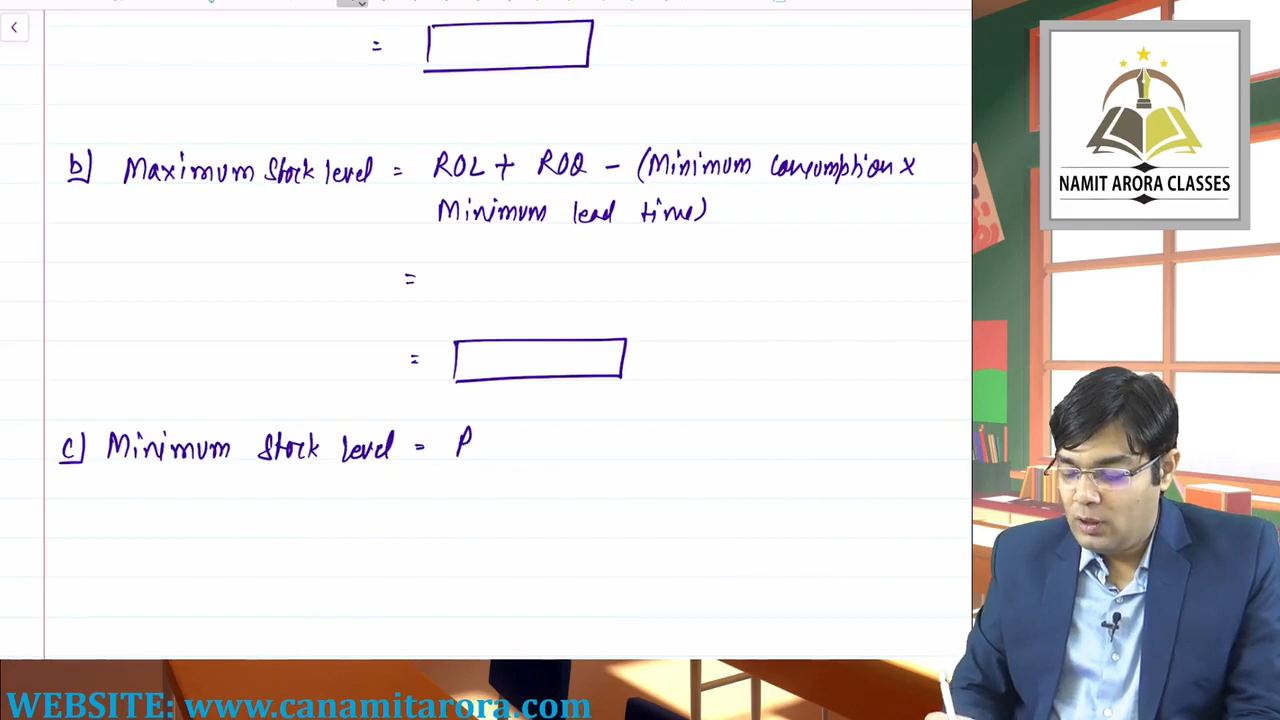 =
b) Maximum Stock level = ROL + ROQ - (Minimum consumption x
Minimum lead time)
=
=
c) Minimum Stock level = R
NAMIT ARORA CLASSES
WEBSITE: www.canamitarora.com